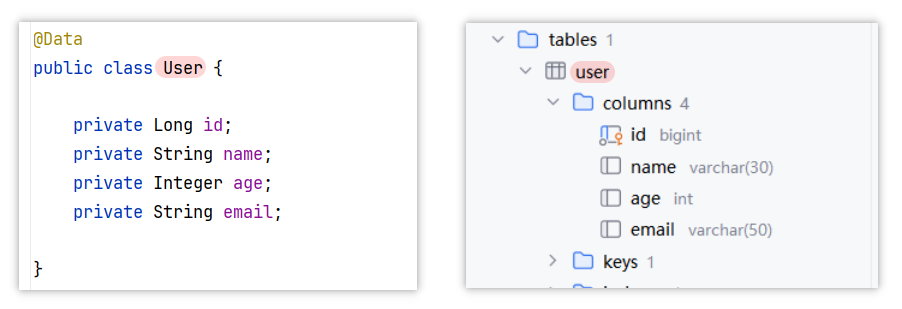 @Data
public class User {
private Long id;
private String name;
private Integer age;
private String email;
}
tables 1
user
columns 4
id bigint
name varchar(30)
age int
email varchar(50)
keys 1